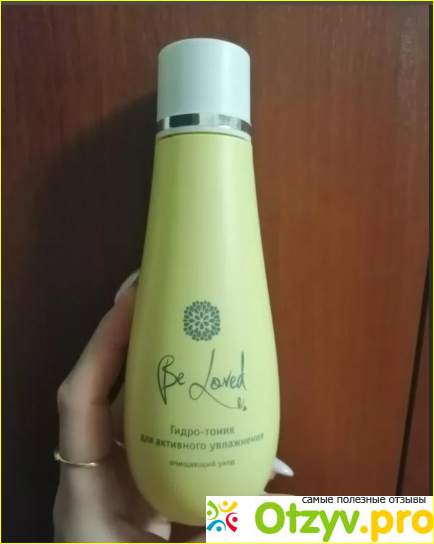 Be Loved
Гидро-тоник
для активного увлажнения
очищающий уход
самые полезные отзывы
Otzyv.pro